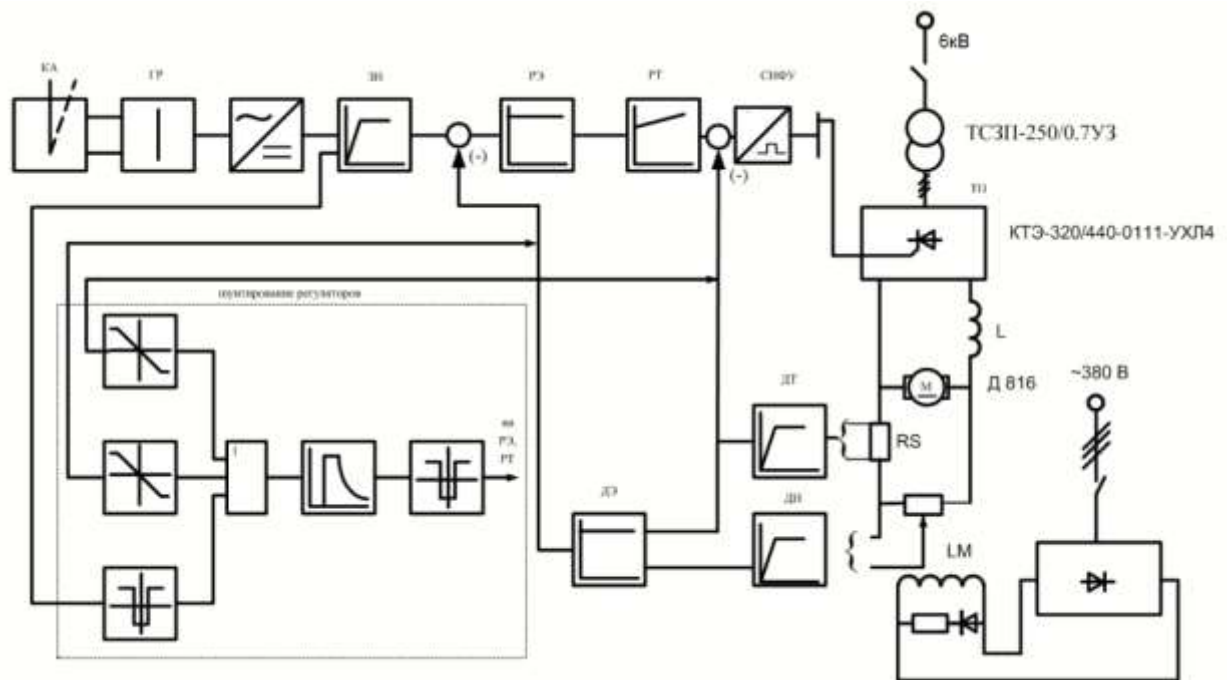 КА
ГР
ЗИ
РЭ
РТ
СИФУ
(-)
(-)
6кВ
ТСЗП-250/0.7УЗ
ТП
КТЭ-320/440-0111-УХЛ4
шунтирование регуляторов
L
М
Д 816
~380 В
ДТ
RS
на
РЭ,
РТ
1
ДЭ
ДН
LM